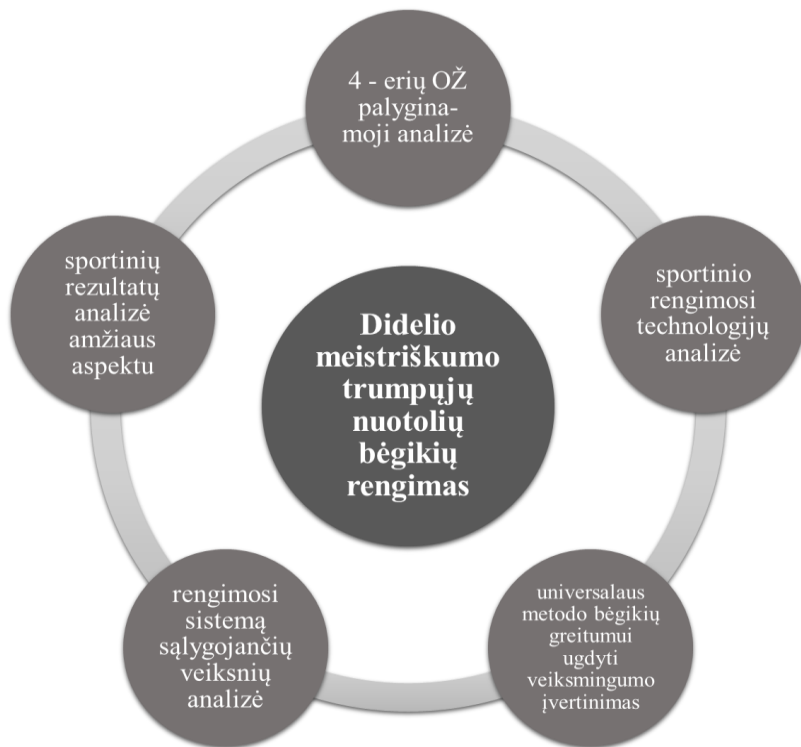 4 - erių OŽ
palygina-
moji analizė
sportinio
rengimosi
technologijų
analizė
universalaus
metodo bėgikių
greitumui
ugdyti
veiksmingumo
įvertinimas
rengimosi
sistemą
sąlygojančių
veiksnių
analizė
sportinių
rezultatų
analizė
amžiaus
aspektu
Didelio
meistriškumo
trumpųjų
nuotolių
bėgikių
rengimas